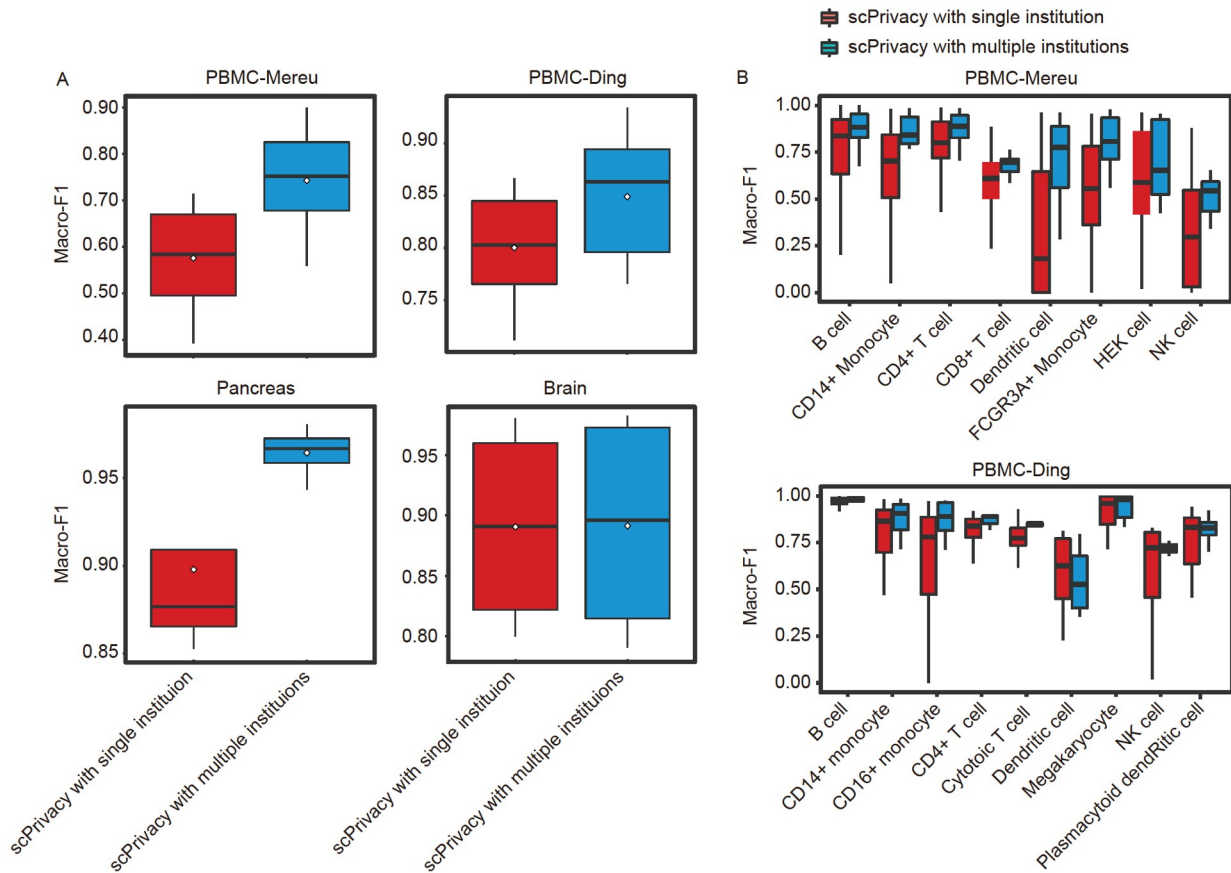 scPrivacy with single institution
scPrivacy with multiple institutions
A
PBMC-Mereu
PBMC-Ding
Macro-F1
0.90
0.80
0.70
0.60
0.50
0.40
0.90
0.85
0.80
0.75
Pancreas
Brain
Macro-F1
0.95
0.90
0.85
0.95
0.90
0.85
0.80
scPrivacy with single instituion
scPrivacy with multiple instituions
scPrivacy with single instituion
scPrivacy with multiple instituions
B
PBMC-Mereu
Macro-F1
1.00
0.75
0.50
0.25
0.00
B cell
CD14+ Monocyte
CD4+ T cell
CD8+ T cell
Dendritic cell
FCGR3A+ Monocyte
HEK cell
NK cell
PBMC-Ding
Macro-F1
1.00
0.75
0.50
0.25
0.00
B cell
CD14+ monocyte
CD16+ monocyte
CD4+ T cell
Cytotoic T cell
Dendritic cell
Megakaryocyte
NK cell
Plasmacytoid dendRitic cell